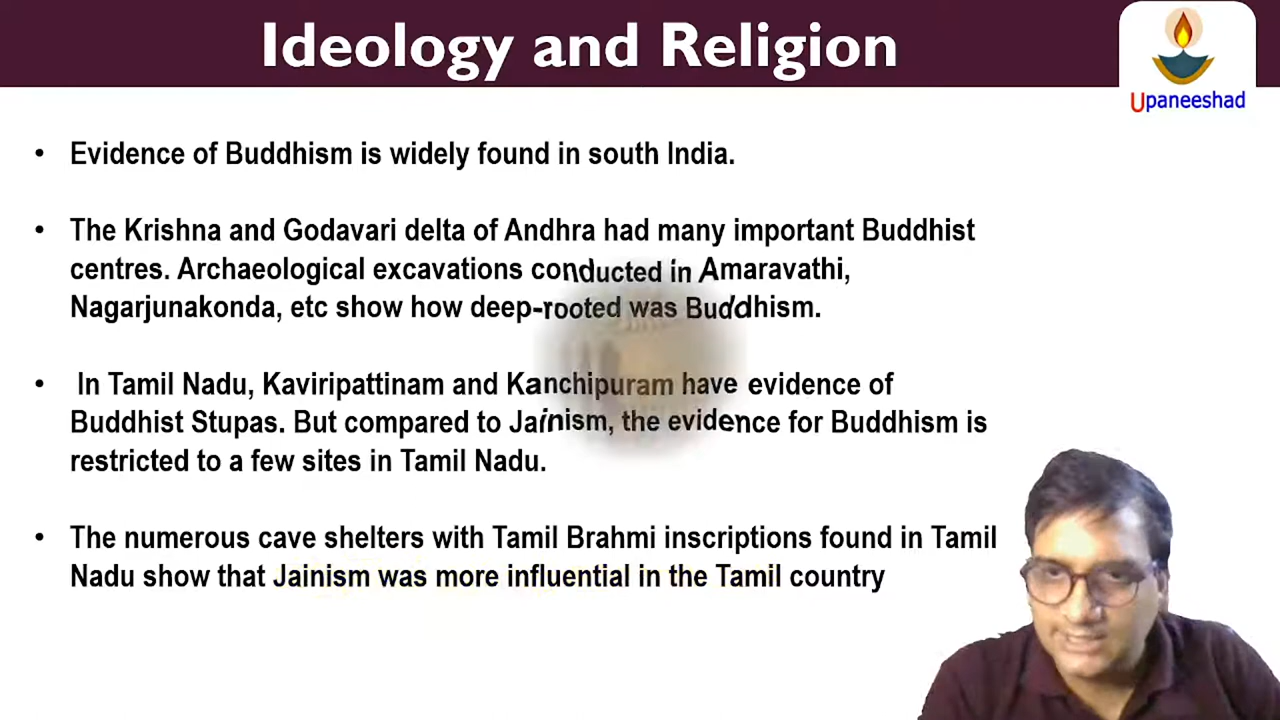 Ideology and Religion
Upaneeshad
• Evidence of Buddhism is widely found in south India.
• The Krishna and Godavari delta of Andhra had many important Buddhist
centres. Archaeological excavations conducted in Amaravathi,
Nagarjunakonda, etc show how deep-rooted was Buddhism.
• In Tamil Nadu, Kaviripattinam and Kanchipuram have evidence of
Buddhist Stupas. But compared to Jainism, the evidence for Buddhism is
restricted to a few sites in Tamil Nadu.
• The numerous cave shelters with Tamil Brahmi inscriptions found in Tamil
Nadu show that Jainism was more influential in the Tamil country